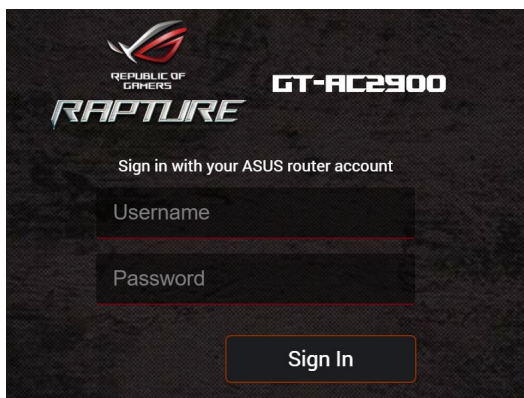 REPUBLIC OF
GAMERS
RAPTURE
GT-AC2900
Sign in with your ASUS router account
Username
Password
Sign In